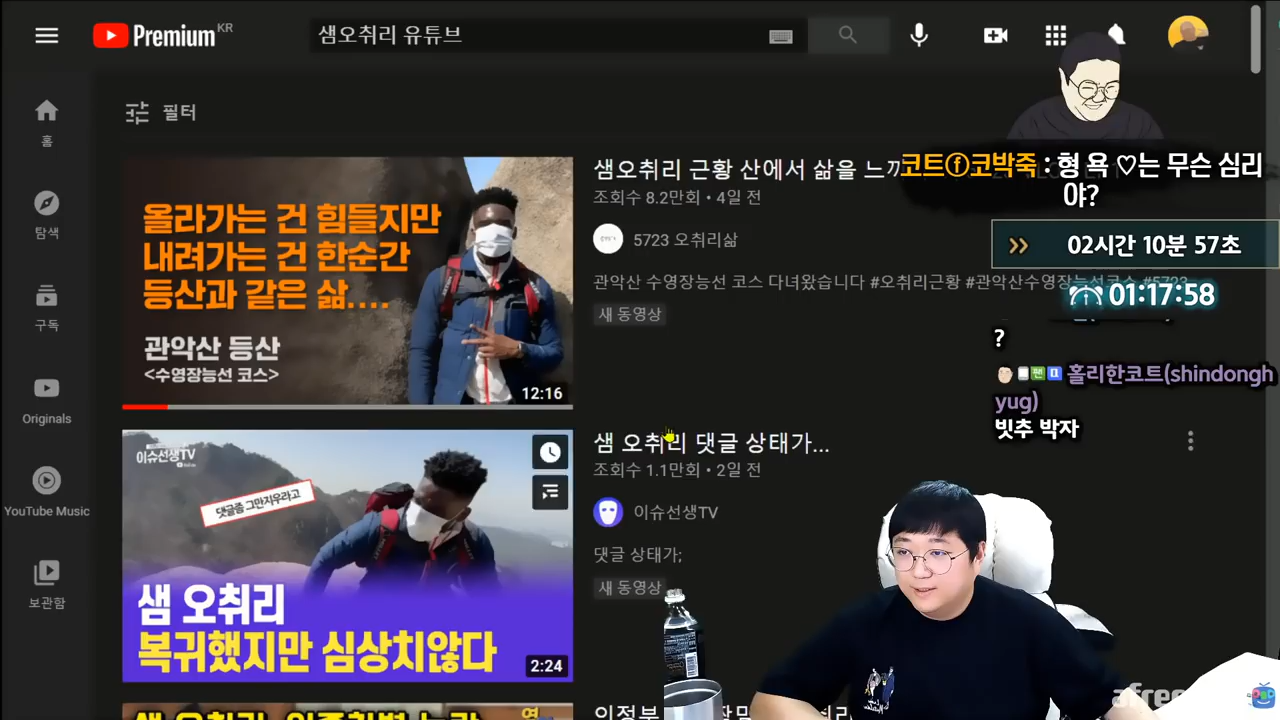 Premium KR
샘오취리 유튜브
홈
탐색
구독
Originals
YouTube Music
보관함
필터
올라가는 건 힘들지만
내려가는 건 한순간
등산과 같은 삶....
관악산 등산
<수영장능선 코스>
12:16
샘오취리 근황 산에서 삶을 느
조회수 8.2만회 • 4일 전
5723 오취리삶
관악산 수영장능선 코스 다녀왔습니다 #오취리근황 #관악산수영장능선코스 #5723
새 동영상
코트ⓕ코박죽 : 형 욕 ♡는 무슨 심리
야?
02시간 10분 57초
01:17:58
?
팬
홀리한코트(shindongh
yug)
빗추 박자
이슈선생TV
댓글좀 그만지우라고
샘 오취리
복귀했지만 심상치않다
2:24
샘 오취리 댓글 상태가...
조회수 1.1만회 • 2일 전
이슈선생TV
댓글 상태가;
새 동영상
의정부